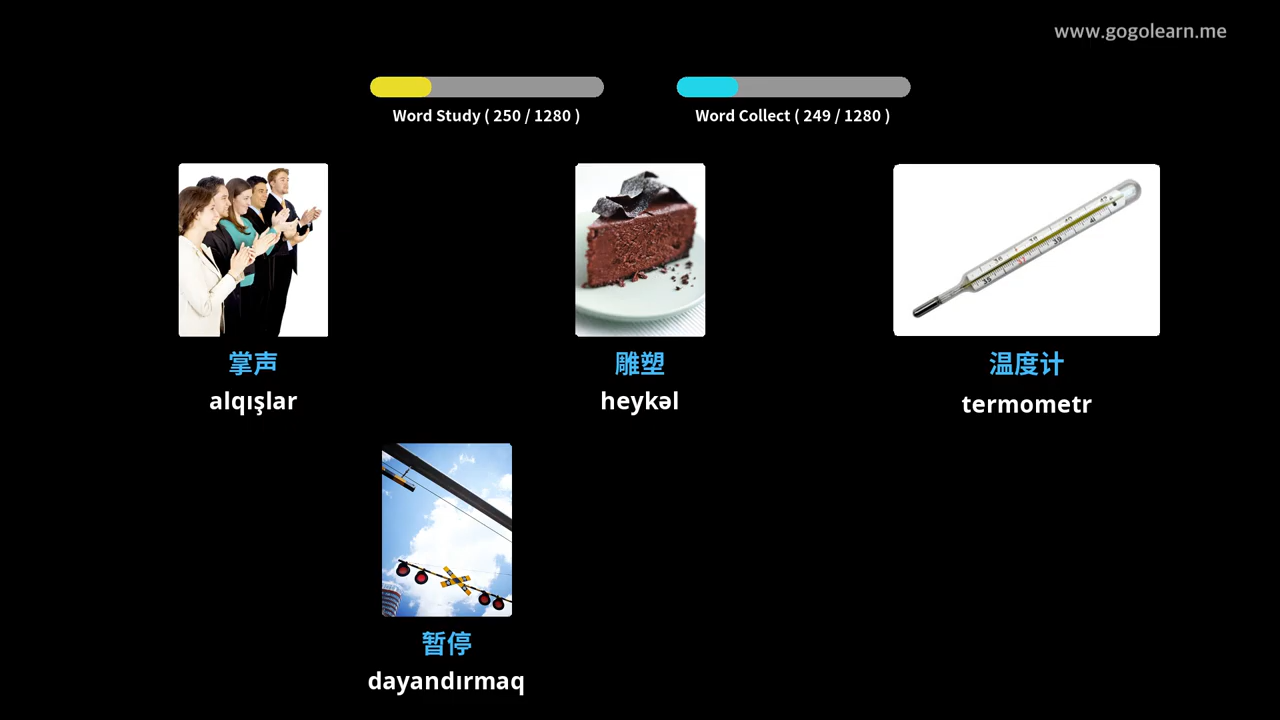 www.gogolearn.me
Word Study ( 250 / 1280 )
Word Collect ( 249 / 1280 )
掌声
alqışlar
雕塑
heykəl
温度计
termometr
暂停
dayandırmaq